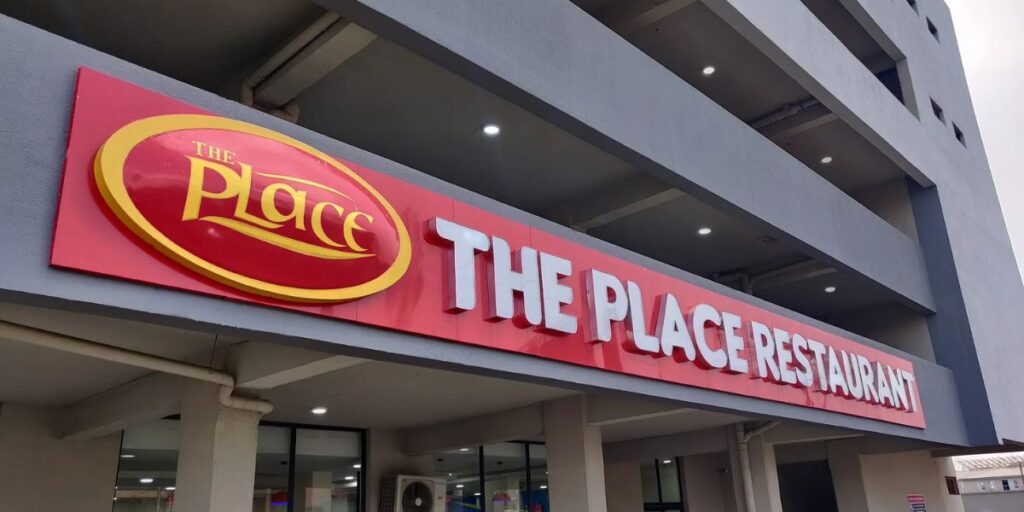 THE
PLace
THE PLACE RESTAURANT